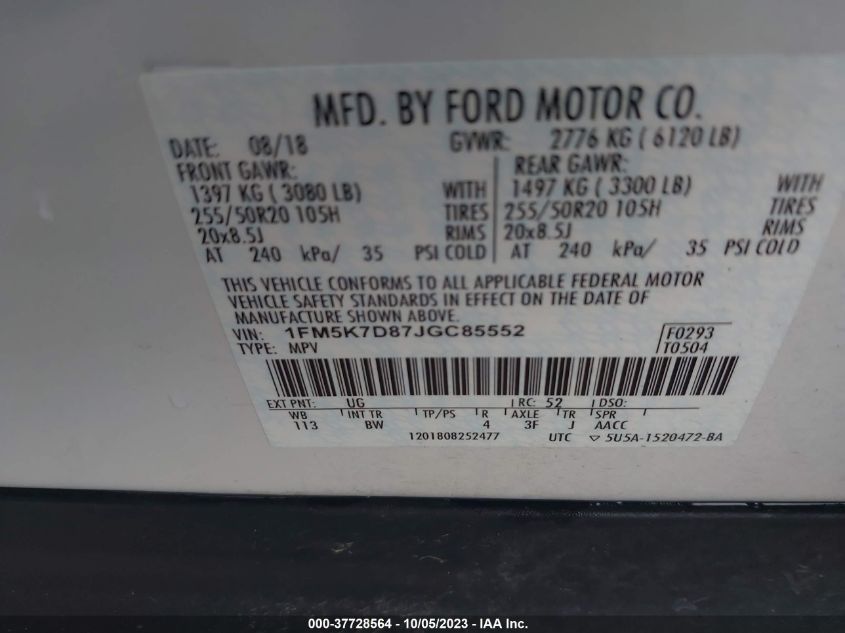 MFD. BY FORD MOTOR CO.
DATE: 08/18 GVWR: 2776 KG ( 6120 LB)
FRONT GAWR: REAR GAWR:
1397 KG ( 3080 LB) WITH 1497 KG ( 3300 LB) WITH
255/50R20 105H TIRES 255/50R20 105H TIRES
20x8.5J RIMS 20x8.5J RIMS
AT 240 kPa/ 35 PSI COLD AT 240 kPa/ 35 PSI COLD
THIS VEHICLE CONFORMS TO ALL APPLICABLE FEDERAL MOTOR
VEHICLE SAFETY STANDARDS IN EFFECT ON THE DATE OF
MANUFACTURE SHOWN ABOVE.
VIN: 1FM5K7D87JGC85552 F0293
TYPE: MPV T0504
EXT PNT: UG RC: 52 DSO:
WB INT TR TP/PS R AXLE TR SPR
113 BW 4 3F J AACC
1201808252477 UTC ▽ 5U5A-1520472-BA
000-37728564 - 10/05/2023 - IAA Inc.